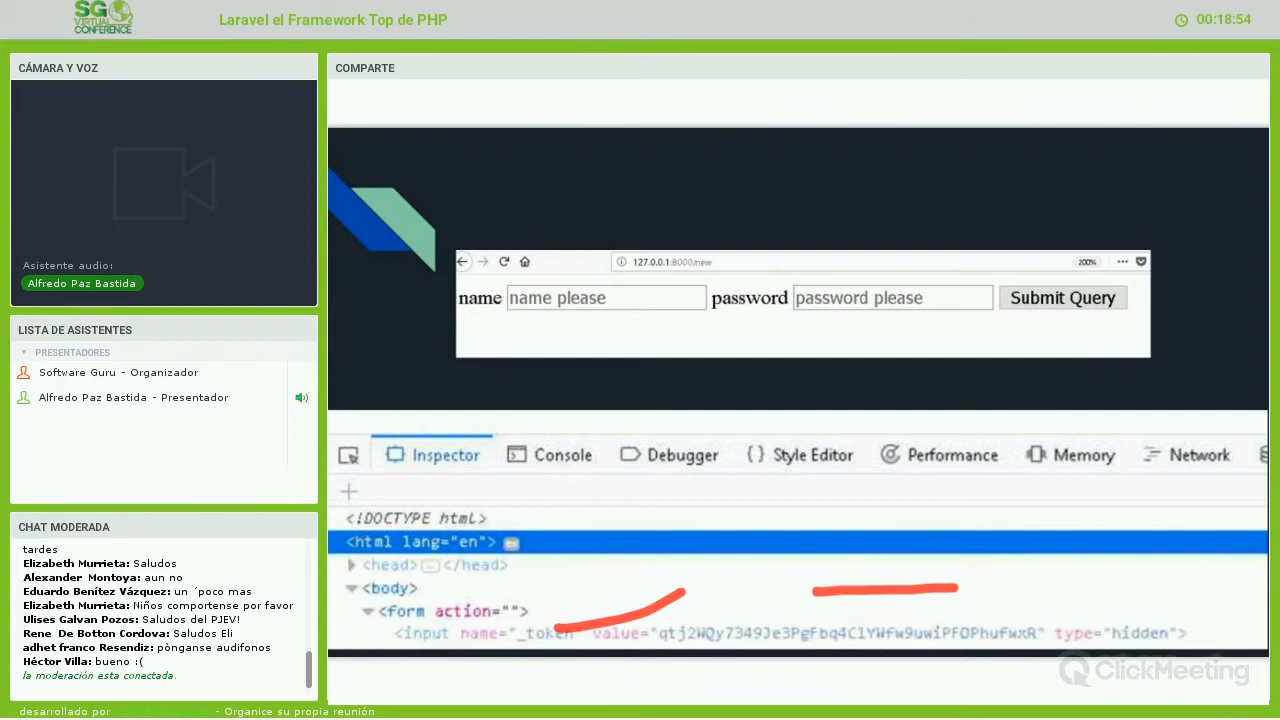 SG
VIRTUAL
CONFERENCE
Laravel el Framework Top de PHP
00:18:54
CÁMARA Y VOZ
Asistente audio:
Alfredo Paz Bastida
LISTA DE ASISTENTES
PRESENTADORES
Software Guru - Organizador
Alfredo Paz Bastida - Presentador
CHAT MODERADA
tardes
Elizabeth Murrieta: Saludos
Alexander Montoya: aun no
Eduardo Benítez Vázquez: un ´poco mas
Elizabeth Murrieta: Niños comportense por favor
Ulises Galvan Pozos: Saludos del PJEV!
Rene De Botton Cordova: Saludos Eli
adhet franco Resendiz: pònganse audifonos
Héctor Villa: bueno :(
la moderación esta conectada.
COMPARTE
127.0.0.1:8000/new
200%
name name please password password please Submit Query
Inspector Console Debugger Style Editor Performance Memory Network
<!DOCTYPE html>
<html lang="en">
<head></head>
<body>
<form action="">
<input name="_token" value="qtj2WQy7349Je3PgFbq4ClYWfw9uwiPFOPhufwxR" type="hidden">
ClickMeeting
desarrollado por - Organice su propia reunión